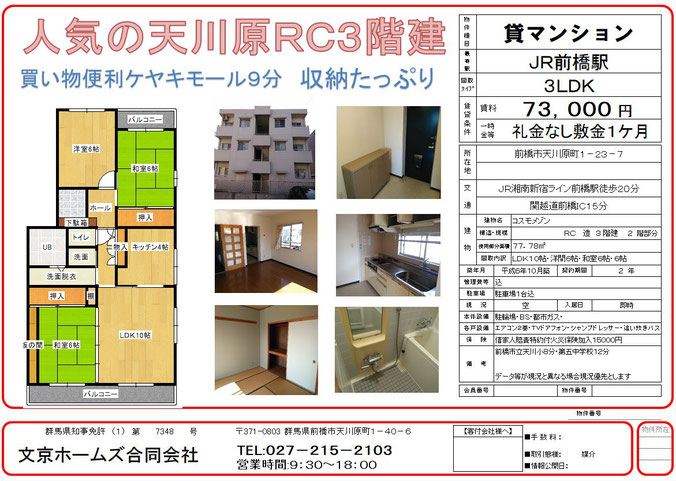 人気の天川原RC3階建
買い物便利ケヤキモール9分 収納たっぷり
バルコニー
洋室6帖
和室6帖
ホール
下駄箱
押入
トイレ
UB
洗面
物入
キッチン4帖
洗面脱衣
押入
棚
板の間
和室6帖
LDK10帖
バルコニー
物件種目
貸マンション
最寄駅
JR前橋駅
間取タイプ
3LDK
賃貸条件
賃料
73,000円
一時金等
礼金なし敷金1ケ月
所在地
前橋市天川原町1-23-7
交通
JR湘南新宿ライン前橋駅徒歩20分
関越道前橋IC15分
建物
建物名
コスモメゾン
構造・規模
RC 造 3 階建 2 階部分
使用部分面積
77.78㎡
間取内訳
LDK10帖・洋間6帖・和室6帖・6帖
築年月
平成6年10月築
契約期間
2 年
管理費等
込
駐車場
駐車場1台込
現況
空
入居日
即時
本体設備
駐輪場・BS・都市ガス・
各戸設備
エアコン2基・TVドアフォン・シャンプドレッサー・追い炊きバス
保険
借家人賠責特約付火災保険加入15000円
備考
前橋市立天川小8分・第五中学校12分
データ等が現況と異なる場合現況優先とします
会員番号
物件番号
物件番号
群馬県知事免許 (1) 第 7348 号
〒371-0803 群馬県前橋市天川原町1-40-6
文京ホームズ合同会社
TEL:027-215-2103
営業時間:9:30~18:00
【客付会社様へ】
■手数料:
■取引態様: 媒介
■情報公開日:
物件所在